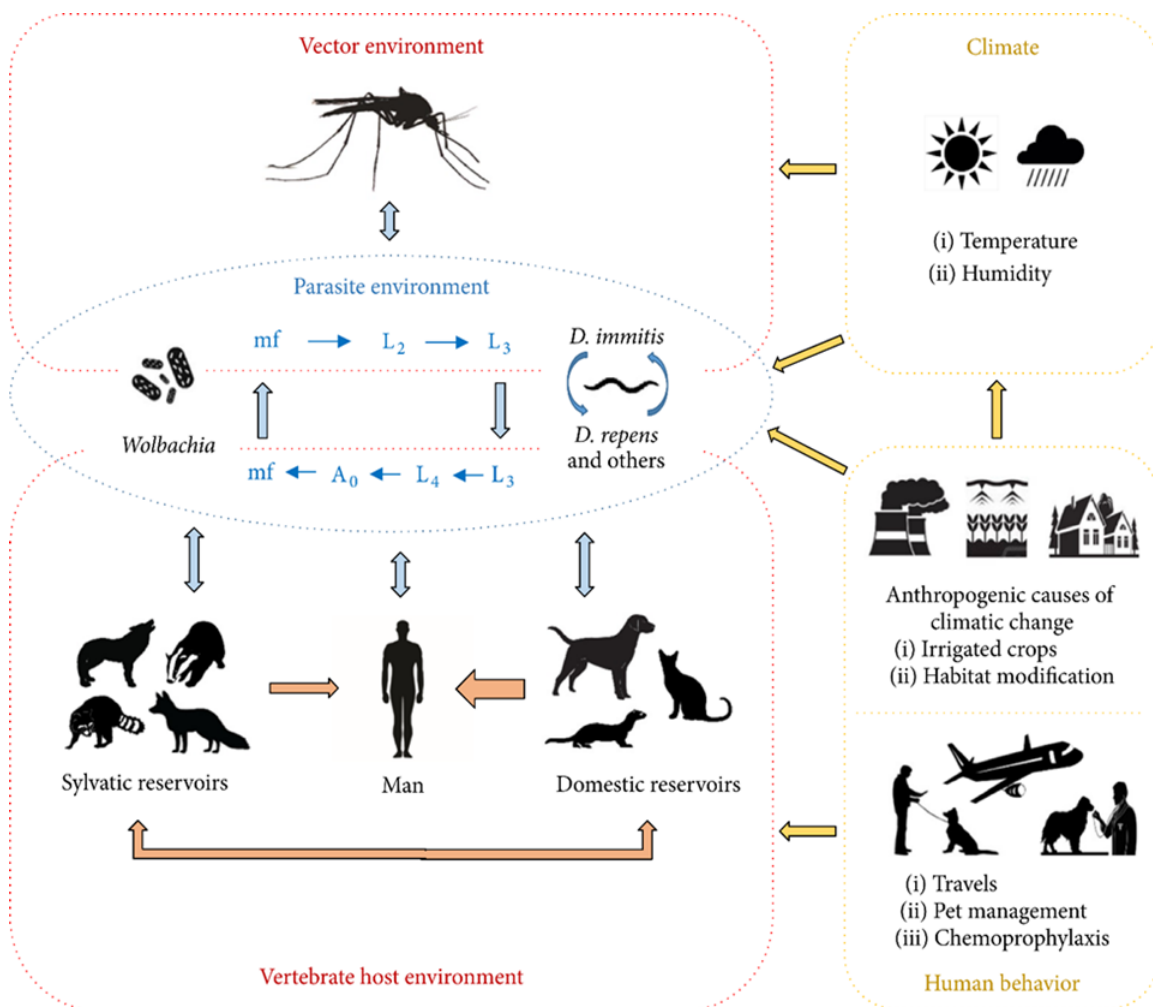 Vector environment
Climate
(i) Temperature
(ii) Humidity
Parasite environment
mf L₂ L₃
D. immitis
Wolbachia
D. repens
and others
mf A₀ L₄ L₃
Anthropogenic causes of
climatic change
(i) Irrigated crops
(ii) Habitat modification
Sylvatic reservoirs
Man
Domestic reservoirs
(i) Travels
(ii) Pet management
(iii) Chemoprophylaxis
Vertebrate host environment
Human behavior